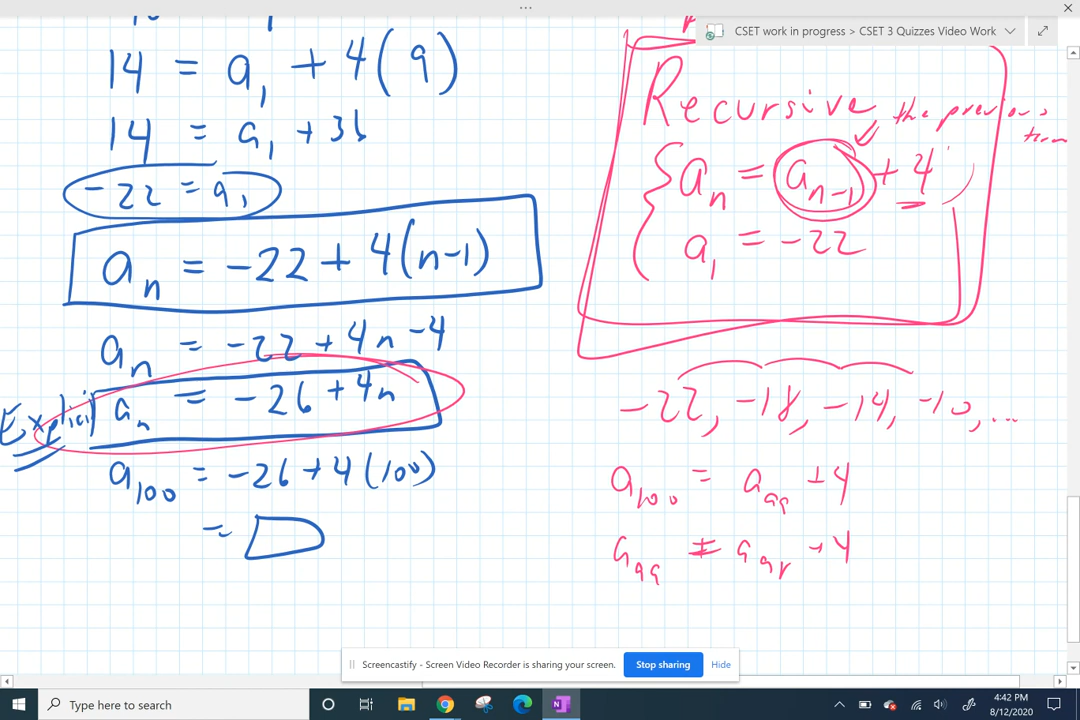 CSET work in progress > CSET 3 Quizzes Video Work
14 = a₁ + 4(9)
14 = a₁ + 36
-22 = a₁
aₙ = -22 + 4(n-1)
aₙ = -22 + 4n - 4
Explicit aₙ = -26 + 4n
a₁₀₀ = -26 + 4(100)
=
Recursive
the previous
term
{ aₙ = aₙ₋₁ + 4
a₁ = -22
-22, -18, -14, -10, ...
a₁₀₀ = a₉₉ + 4
a₉₉ = a₉₈ + 4
Screencastify - Screen Video Recorder is sharing your screen.
Stop sharing
Hide
Type here to search
4:42 PM
8/12/2020